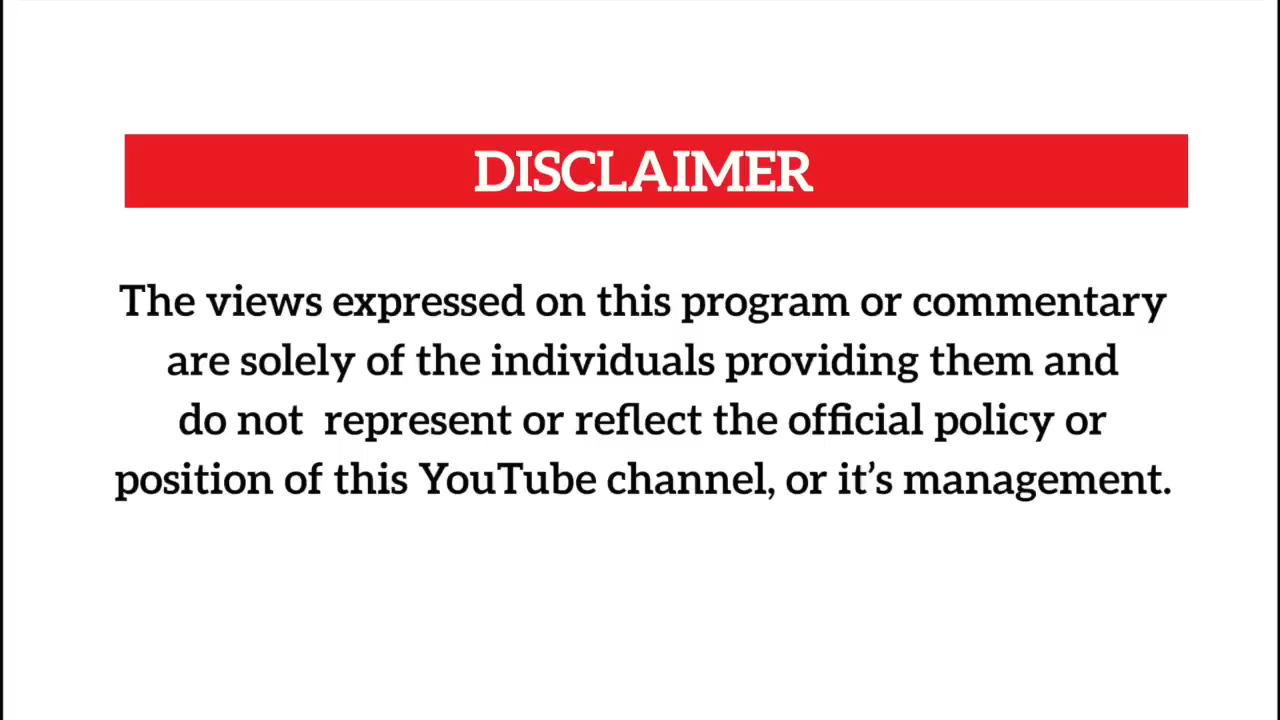 DISCLAIMER
The views expressed on this program or commentary
are solely of the individuals providing them and
do not  represent or reflect the official policy or
position of this YouTube channel, or it’s management.